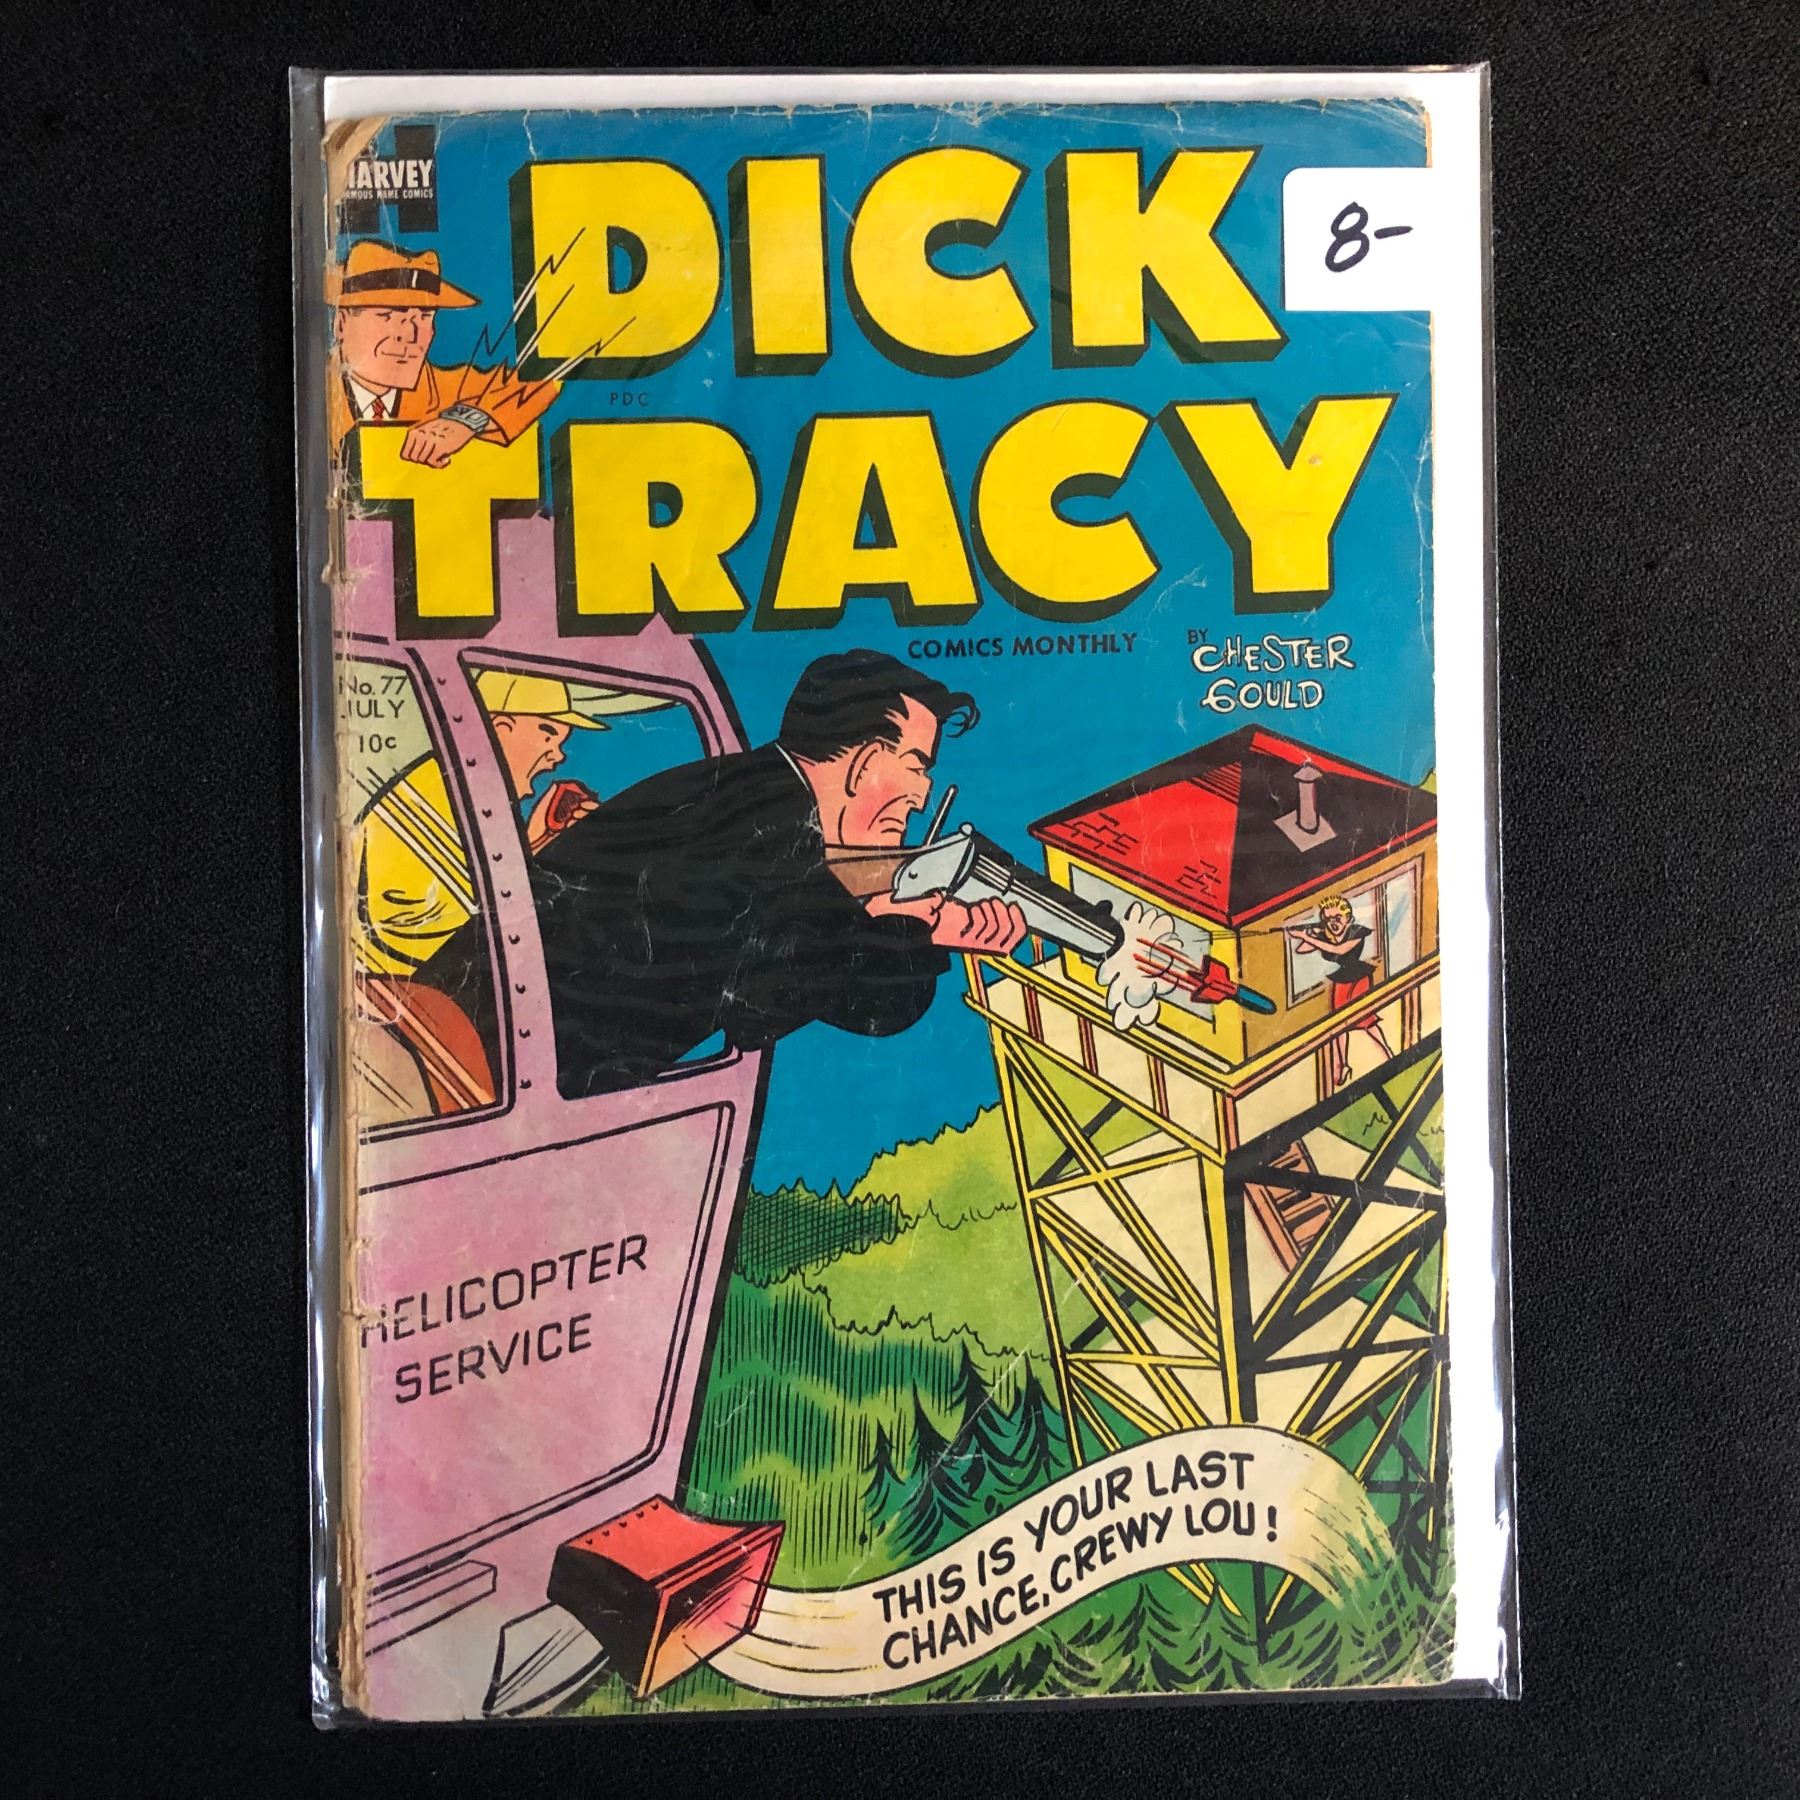 HARVEY
FAMOUS NAME COMICS
DICK
8-
PDC
TRACY
COMICS MONTHLY
BY CHESTER
GOULD
No. 77
JULY
10c
HELICOPTER
SERVICE
THIS IS YOUR LAST
CHANCE, CREWY LOU!